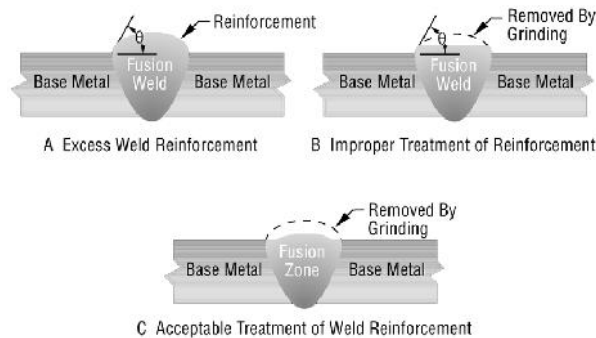 Reinforcement
θ
Base Metal
Fusion
Weld
Base Metal
A Excess Weld Reinforcement
Removed By
Grinding
θ
Base Metal
Fusion
Weld
Base Metal
B Improper Treatment of Reinforcement
Removed By
Grinding
Base Metal
Fusion
Zone
Base Metal
C Acceptable Treatment of Weld Reinforcement